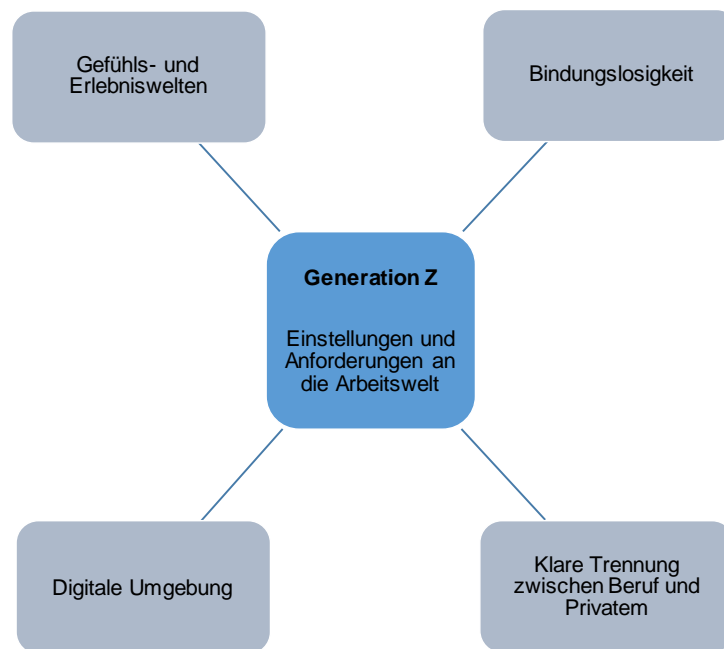 Gefühls- und
Erlebniswelten
Bindungslosigkeit
Generation Z
Einstellungen und
Anforderungen an
die Arbeitswelt
Digitale Umgebung
Klare Trennung
zwischen Beruf und
Privatem